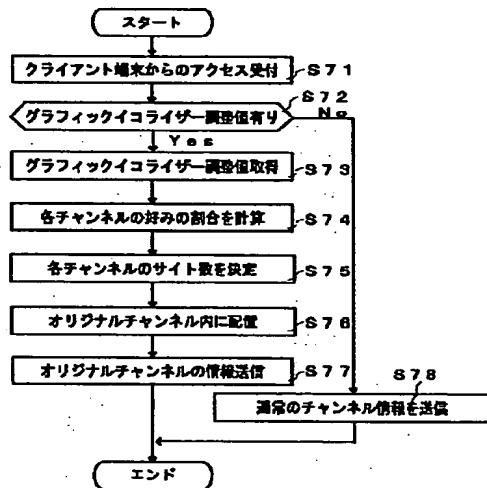 スタート
クライアント端末からのアクセス受付
S71
グラフィックイコライザー調整値有り
S72
No
Yes
グラフィックイコライザー調整値取得
S73
各チャンネルの好みの割合を計算
S74
各チャンネルのサイト数を決定
S75
オリジナルチャンネル内に配置
S76
オリジナルチャンネルの情報送信
S77
S78
通常のチャンネル情報を送信
エンド